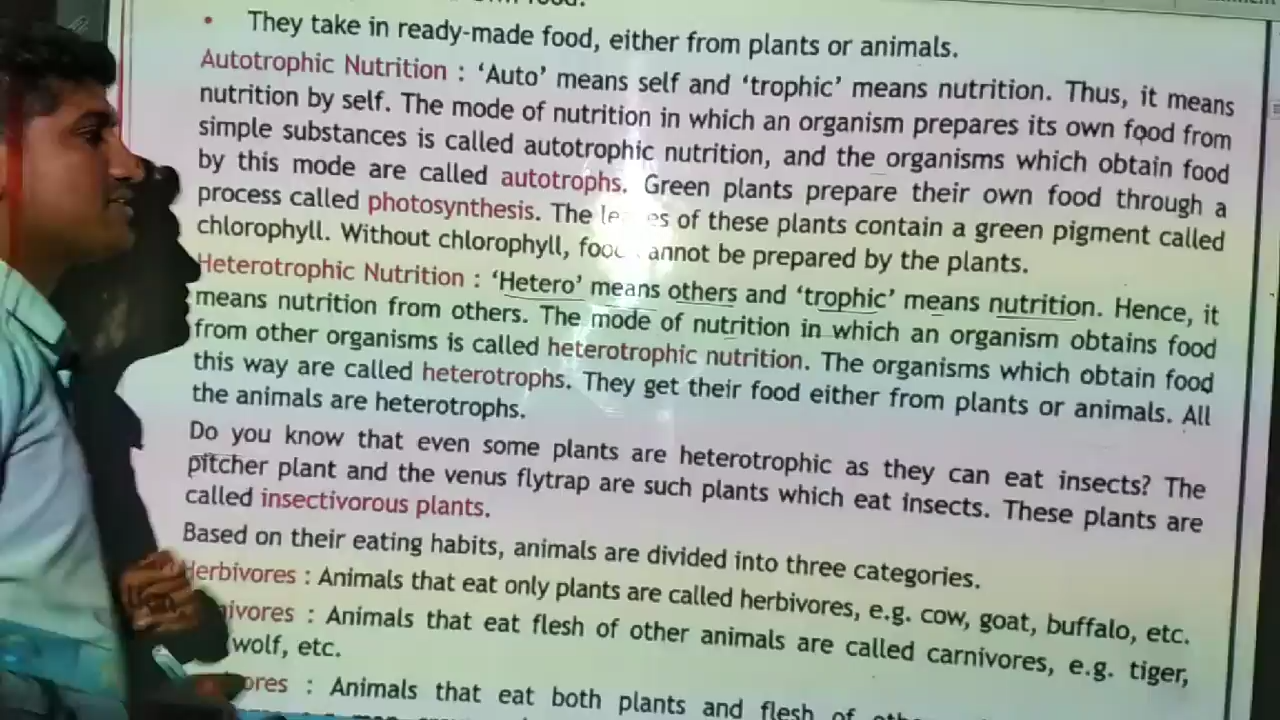 • They take in ready-made food, either from plants or animals.
Autotrophic Nutrition : ‘Auto’ means self and ‘trophic’ means nutrition. Thus, it means
nutrition by self. The mode of nutrition in which an organism prepares its own food from
simple substances is called autotrophic nutrition, and the organisms which obtain food
by this mode are called autotrophs. Green plants prepare their own food through a
process called photosynthesis. The of these plants contain a green pigment called
chlorophyll. Without chlorophyll, be prepared by the plants.
Heterotrophic Nutrition : ‘Hetero’ means others and ‘trophic’ means nutrition. Hence, it
means nutrition from others. The mode of nutrition in which an organism obtains food
from other organisms is called heterotrophic nutrition. The organisms which obtain food
this way are called heterotrophs. They get their food either from plants or animals. All
the animals are heterotrophs.
Do you know that even some plants are heterotrophic as they can eat insects? The
pitcher plant and the venus flytrap are such plants which eat insects. These plants are
called insectivorous plants.
Based on their eating habits, animals are divided into three categories.
Herbivores : Animals that eat only plants are called herbivores, e.g. cow, goat, buffalo, etc.
: Animals that eat flesh of other animals are called carnivores, e.g. tiger,
wolf, etc.
: Animals that eat both plants and flesh of